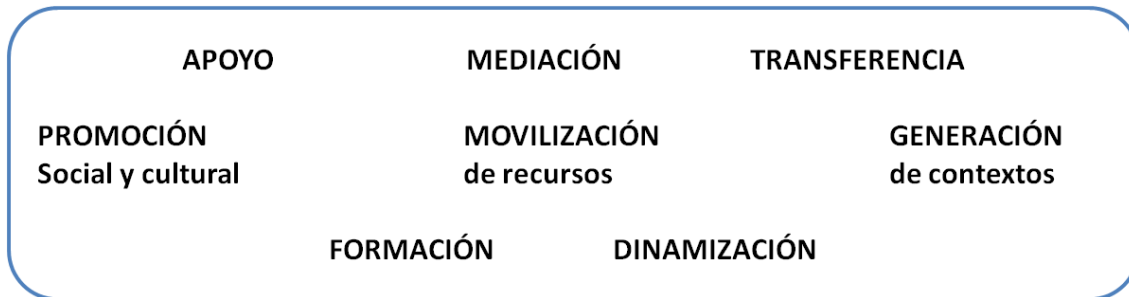 APOYO MEDIACIÓN TRANSFERENCIA
PROMOCIÓN MOVILIZACIÓN GENERACIÓN
Social y cultural de recursos de contextos
FORMACIÓN DINAMIZACIÓN